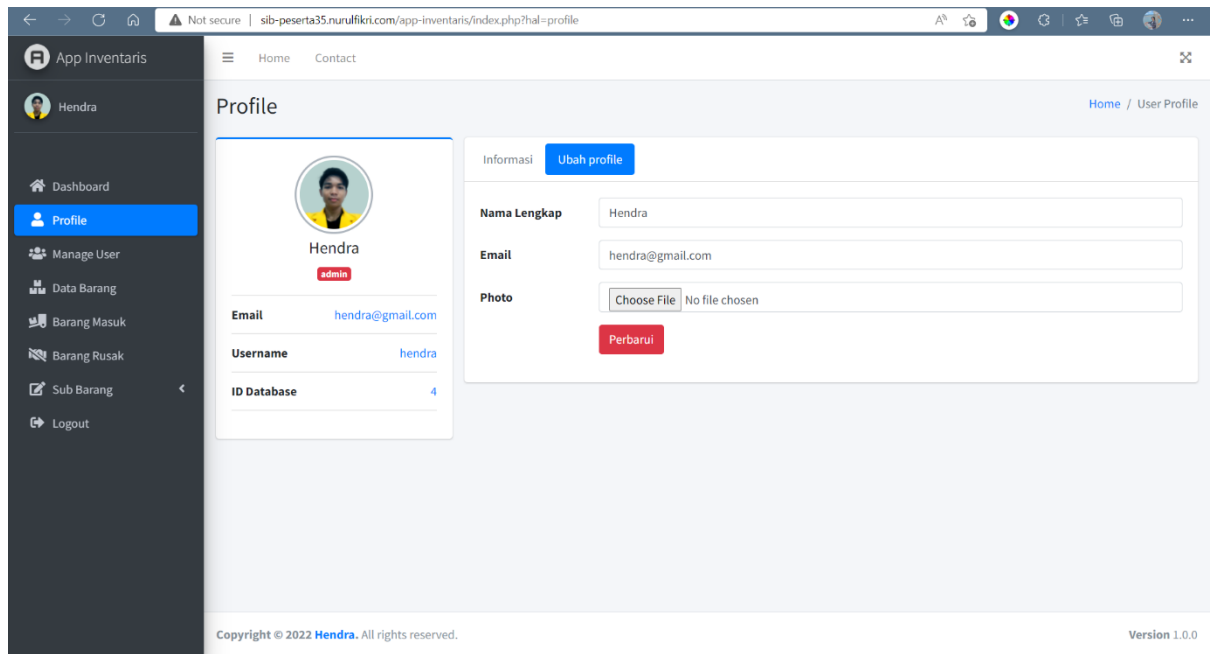 Not secure | sib-peserta35.nurulfikri.com/app-inventaris/index.php?hal=profile
App Inventaris
Home Contact
Hendra
Profile
Home / User Profile
Dashboard
Profile
Manage User
Data Barang
Barang Masuk
Barang Rusak
Sub Barang
Logout
Hendra
admin
Email hendra@gmail.com
Username hendra
ID Database 4
Informasi Ubah profile
Nama Lengkap Hendra
Email hendra@gmail.com
Photo Choose File No file chosen
Perbarui
Copyright © 2022 Hendra. All rights reserved.
Version 1.0.0